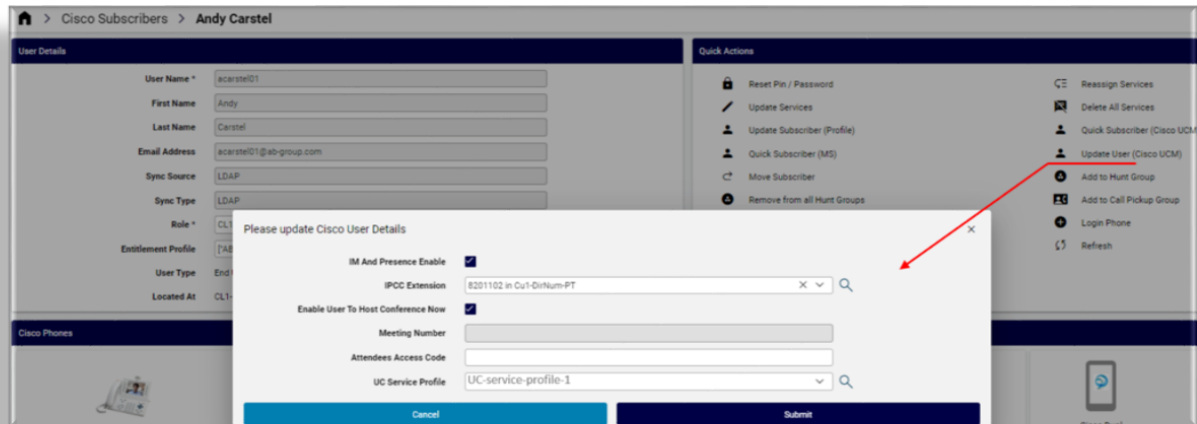 > Cisco Subscribers > Andy Carstel
User Details
User Name * acarstel01
First Name Andy
Last Name Carstel
Email Address acarstel01@ab-group.com
Sync Source LDAP
Sync Type LDAP
Role * CL1-
Entitlement Profile ["AB
User Type End
Located At CL1-
Quick Actions
Reset Pin / Password
Reassign Services
Update Services
Delete All Services
Update Subscriber (Profile)
Quick Subscriber (Cisco UCM
Quick Subscriber (MS)
Update User (Cisco UCM)
Move Subscriber
Add to Hunt Group
Remove from all Hunt Groups
Add to Call Pickup Group
Login Phone
Refresh
Please update Cisco User Details ×
IM And Presence Enable
IPCC Extension 8201102 in Cu1-DirNum-PT
Enable User To Host Conference Now
Meeting Number
Attendees Access Code
UC Service Profile UC-service-profile-1
Cancel Submit
Cisco Phones